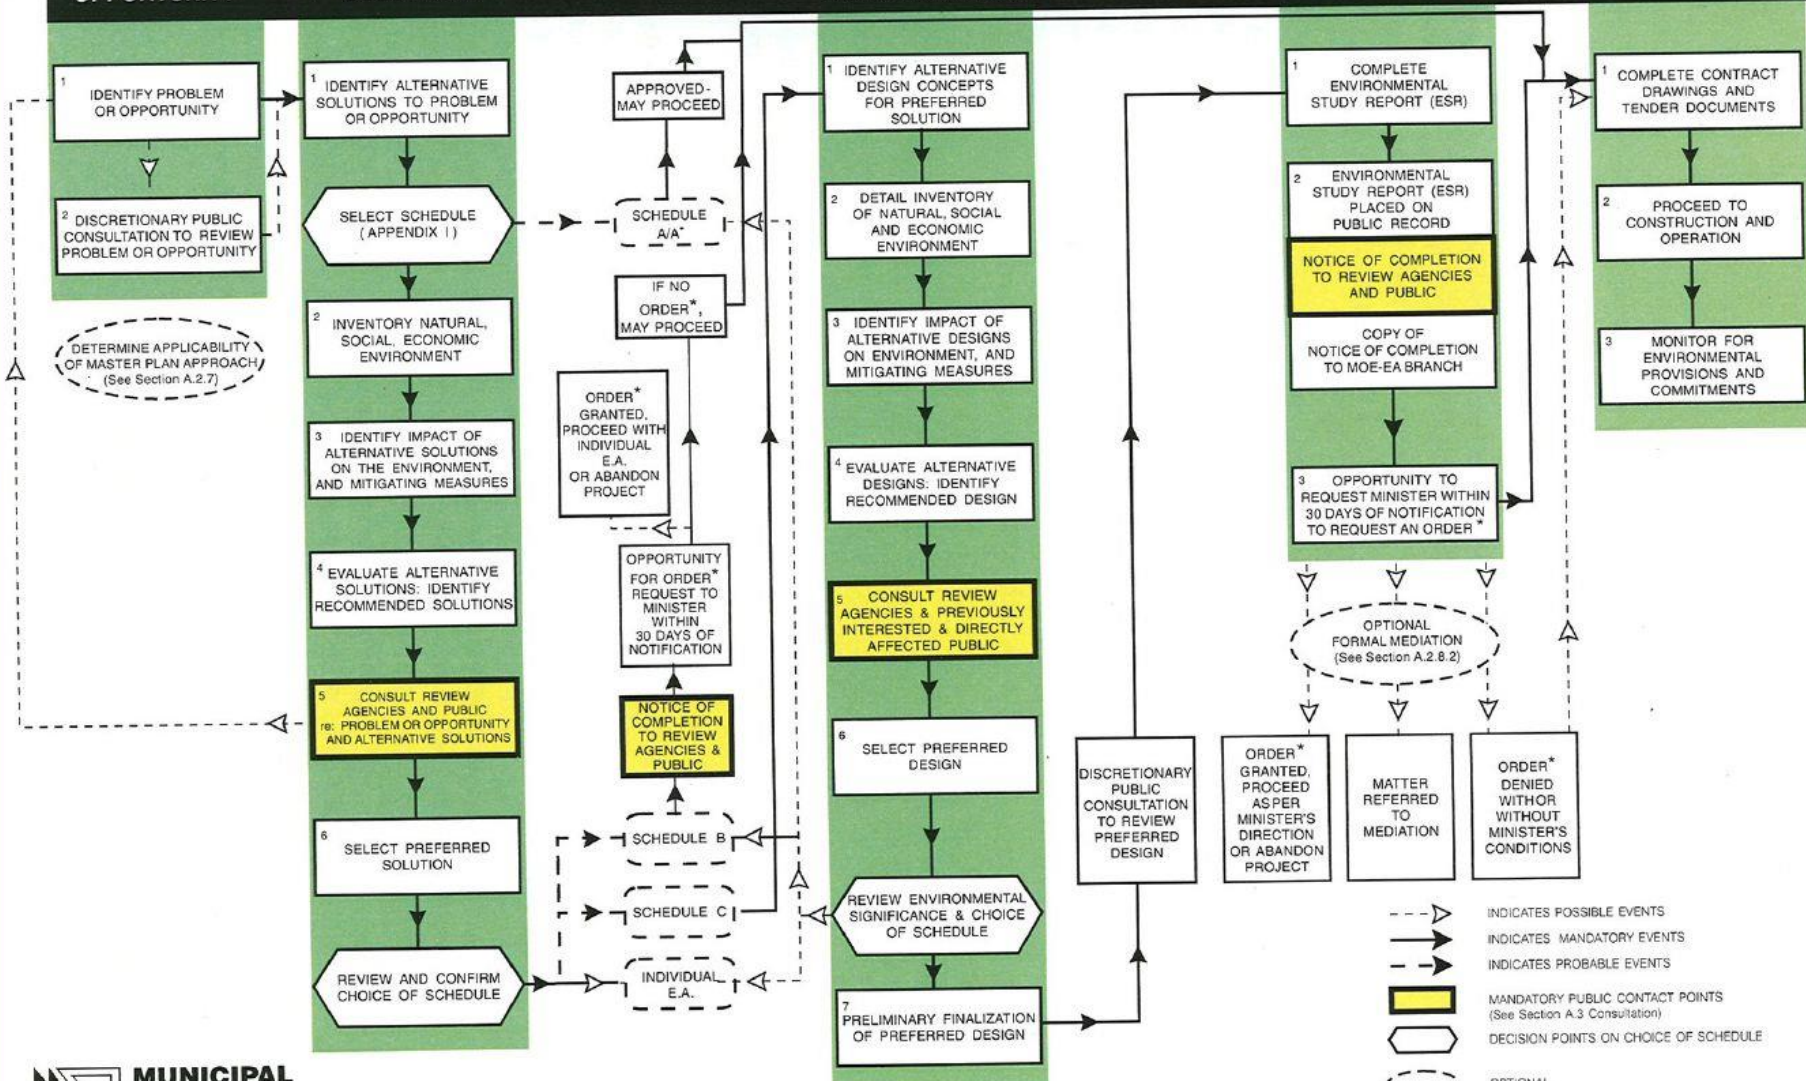 1
IDENTIFY PROBLEM
OR OPPORTUNITY
2
DISCRETIONARY PUBLIC
CONSULTATION TO REVIEW
PROBLEM OR OPPORTUNITY
DETERMINE APPLICABILITY
OF MASTER PLAN APPROACH
(See Section A.2.7)
1
IDENTIFY ALTERNATIVE
SOLUTIONS TO PROBLEM
OR OPPORTUNITY
SELECT SCHEDULE
(APPENDIX I)
2
INVENTORY NATURAL,
SOCIAL, ECONOMIC
ENVIRONMENT
3
IDENTIFY IMPACT OF
ALTERNATIVE SOLUTIONS
ON THE ENVIRONMENT,
AND MITIGATING MEASURES
4
EVALUATE ALTERNATIVE
SOLUTIONS: IDENTIFY
RECOMMENDED SOLUTIONS
5
CONSULT REVIEW
AGENCIES AND PUBLIC
re: PROBLEM OR OPPORTUNITY
AND ALTERNATIVE SOLUTIONS
6
SELECT PREFERRED
SOLUTION
REVIEW AND CONFIRM
CHOICE OF SCHEDULE
APPROVED-
MAY PROCEED
SCHEDULE
A/A+
IF NO
ORDER*,
MAY PROCEED
ORDER*
GRANTED,
PROCEED WITH
INDIVIDUAL
E.A.
OR ABANDON
PROJECT
OPPORTUNITY
FOR ORDER*
REQUEST TO
MINISTER
WITHIN
30 DAYS OF
NOTIFICATION
NOTICE OF
COMPLETION
TO REVIEW
AGENCIES &
PUBLIC
SCHEDULE B
SCHEDULE C
INDIVIDUAL
E.A.
1
IDENTIFY ALTERNATIVE
DESIGN CONCEPTS
FOR PREFERRED
SOLUTION
2
DETAIL INVENTORY
OF NATURAL, SOCIAL
AND ECONOMIC
ENVIRONMENT
3
IDENTIFY IMPACT OF
ALTERNATIVE DESIGNS
ON ENVIRONMENT, AND
MITIGATING MEASURES
4
EVALUATE ALTERNATIVE
DESIGNS: IDENTIFY
RECOMMENDED DESIGN
5
CONSULT REVIEW
AGENCIES & PREVIOUSLY
INTERESTED & DIRECTLY
AFFECTED PUBLIC
6
SELECT PREFERRED
DESIGN
REVIEW ENVIRONMENTAL
SIGNIFICANCE & CHOICE
OF SCHEDULE
7
PRELIMINARY FINALIZATION
OF PREFERRED DESIGN
DISCRETIONARY
PUBLIC
CONSULTATION
TO REVIEW
PREFERRED
DESIGN
1
COMPLETE
ENVIRONMENTAL
STUDY REPORT (ESR)
2
ENVIRONMENTAL
STUDY REPORT (ESR)
PLACED ON
PUBLIC RECORD
NOTICE OF COMPLETION
TO REVIEW AGENCIES
AND PUBLIC
COPY OF
NOTICE OF COMPLETION
TO MOE-EA BRANCH
3
OPPORTUNITY TO
REQUEST MINISTER WITHIN
30 DAYS OF NOTIFICATION
TO REQUEST AN ORDER*
OPTIONAL
FORMAL MEDIATION
(See Section A.2.8.2)
ORDER*
GRANTED,
PROCEED
AS PER
MINISTER'S
DIRECTION
OR ABANDON
PROJECT
MATTER
REFERRED
TO
MEDIATION
ORDER*
DENIED
WITH OR
WITHOUT
MINISTER'S
CONDITIONS
1
COMPLETE CONTRACT
DRAWINGS AND
TENDER DOCUMENTS
2
PROCEED TO
CONSTRUCTION AND
OPERATION
3
MONITOR FOR
ENVIRONMENTAL
PROVISIONS AND
COMMITMENTS
INDICATES POSSIBLE EVENTS
INDICATES MANDATORY EVENTS
INDICATES PROBABLE EVENTS
MANDATORY PUBLIC CONTACT POINTS
(See Section A.3 Consultation)
DECISION POINTS ON CHOICE OF SCHEDULE
OPTIONAL
MUNICIPAL